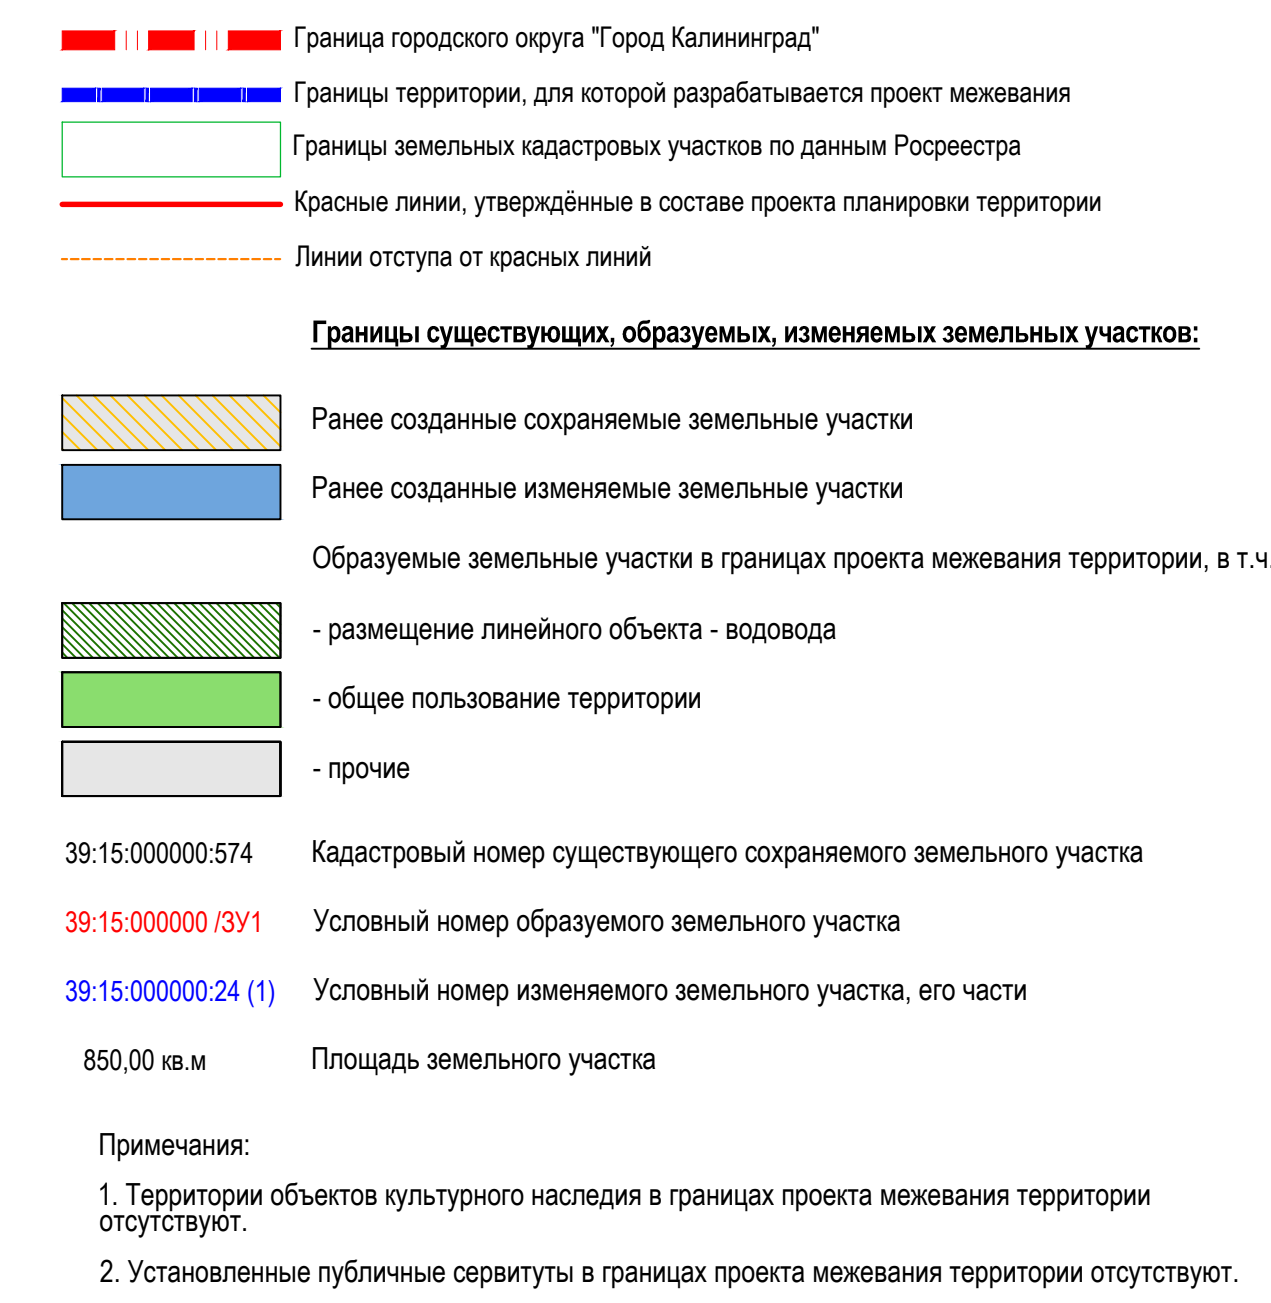 Граница городского округа "Город Калининград"
Границы территории, для которой разрабатывается проект межевания
Границы земельных кадастровых участков по данным Росреестра
Красные линии, утверждённые в составе проекта планировки территории
Линии отступа от красных линий
Границы существующих, образуемых, изменяемых земельных участков:
Ранее созданные сохраняемые земельные участки
Ранее созданные изменяемые земельные участки
Образуемые земельные участки в границах проекта межевания территории, в т.ч.
- размещение линейного объекта - водовода
- общее пользование территории
- прочие
39:15:000000:574 Кадастровый номер существующего сохраняемого земельного участка
39:15:000000 /ЗУ1 Условный номер образуемого земельного участка
39:15:000000:24 (1) Условный номер изменяемого земельного участка, его части
850,00 кв.м Площадь земельного участка
Примечания:
1. Территории объектов культурного наследия в границах проекта межевания территории
отсутствуют.
2. Установленные публичные сервитуты в границах проекта межевания территории отсутствуют.